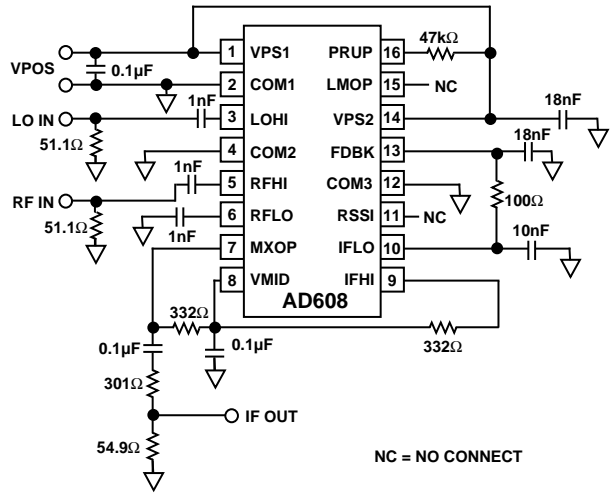 47kΩ
1 VPS1 PRUP 16
VPOS 0.1µF
2 COM1 LMOP 15 NC
1nF 18nF
LO IN 3 LOHI VPS2 14
18nF
51.1Ω 4 COM2 FDBK 13
1nF
RF IN 5 RFHI COM3 12
100Ω
6 RFLO RSSI 11 NC
51.1Ω 1nF
10nF
7 MXOP IFLO 10
8 VMID IFHI 9
AD608
332Ω
0.1µF 0.1µF 332Ω
301Ω
IF OUT
54.9Ω
NC = NO CONNECT